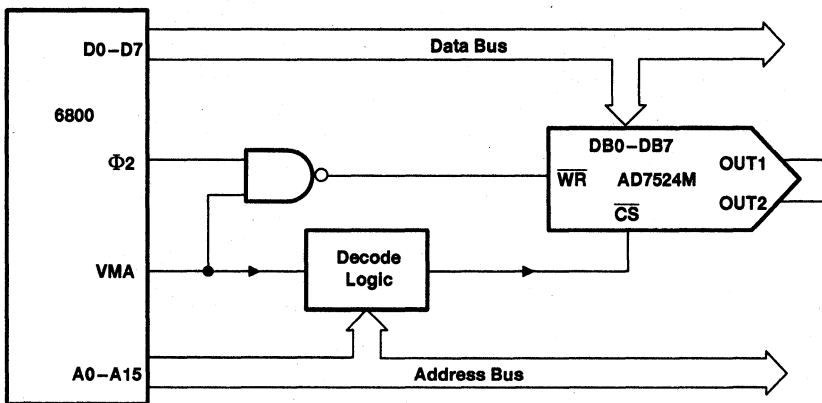 D0–D7
Data Bus
6800
Φ2
DB0–DB7
OUT1
WR AD7524M
OUT2
CS
VMA
Decode
Logic
A0–A15
Address Bus